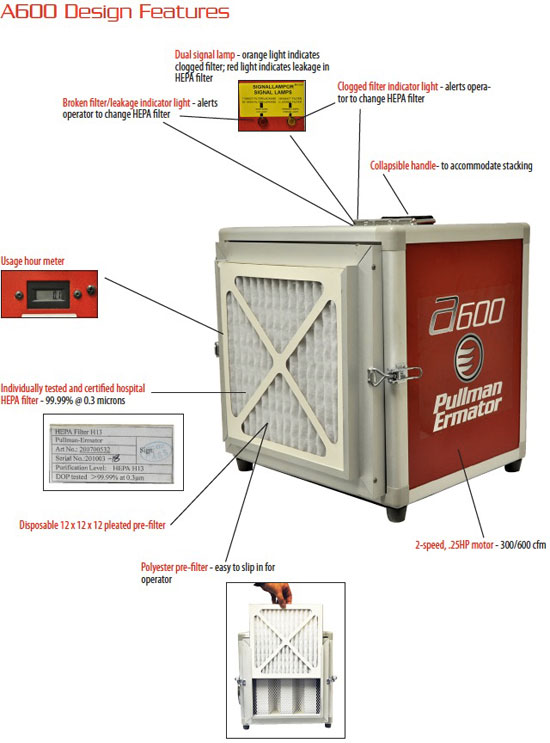 A600 Design Features
Dual signal lamp - orange light indicates
clogged filter; red light indicates leakage in
HEPA filter
SIGNALLAMPOR
SIGNAL LAMPS
Clogged filter indicator light - alerts opera-
tor to change HEPA filter
Broken filter/leakage indicator light - alerts
operator to change HEPA filter
Collapsible handle- to accommodate stacking
Usage hour meter
a600
Pullman
Ermator
Individually tested and certified hospital
HEPA filter - 99.99% @ 0.3 microns
HEPA Filter H13
Pullman-Ermator
Art No.: 200700532
Sign
Serial No.:201003
Purification Level: HEPA H13
DOP tested >99.99% at 0.3μm
Disposable 12 x 12 x 12 pleated pre-filter
2-speed, .25HP motor - 300/600 cfm
Polyester pre-filter - easy to slip in for
operator